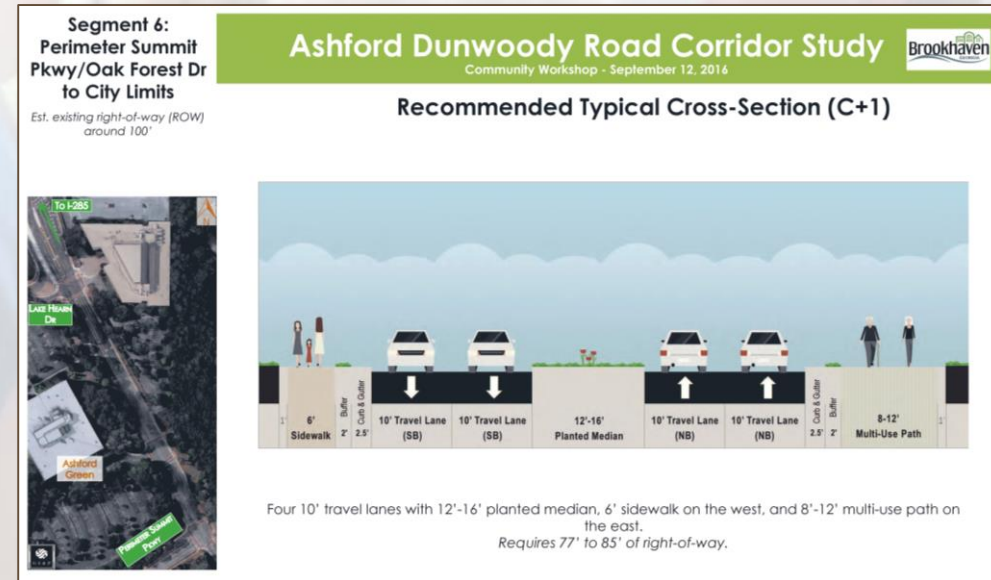 Segment 6:
Perimeter Summit
Pkwy/Oak Forest Dr
to City Limits
Est. existing right-of-way (ROW)
around 100'
Ashford Dunwoody Road Corridor Study
Community Workshop - September 12, 2016
Brookhaven
Recommended Typical Cross-Section (C+1)
To I-285
LAKE HEARN
DR
Ashford
Green
PERIMETER SUMMIT
PKWY
6'
Sidewalk
Buffer
2'
Curb & Gutter
2.5'
10' Travel Lane
(SB)
10' Travel Lane
(SB)
12'-16'
Planted Median
10' Travel Lane
(NB)
10' Travel Lane
(NB)
Curb & Gutter
2.5'
Buffer
2'
8-12'
Multi-Use Path
Four 10' travel lanes with 12'-16' planted median, 6' sidewalk on the west, and 8'-12' multi-use path on
the east.
Requires 77' to 85' of right-of-way.